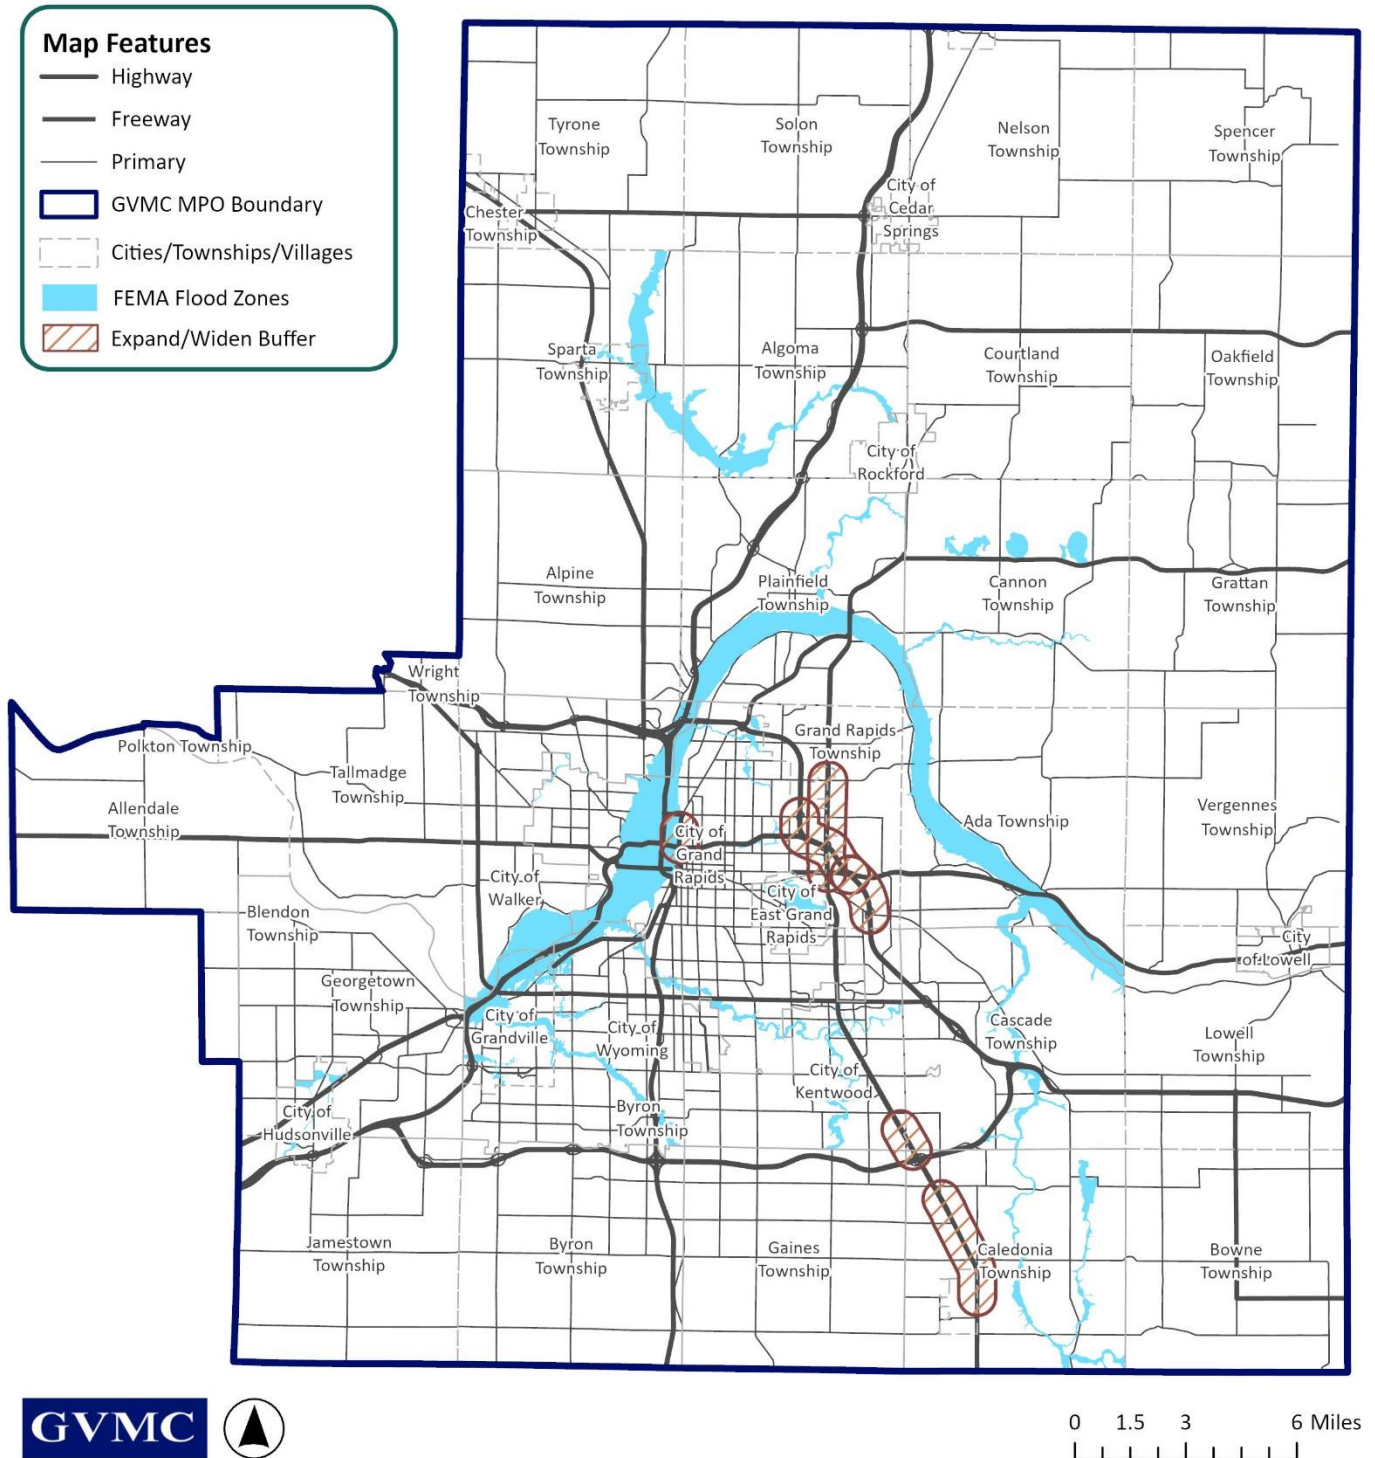 Map Features
Highway
Freeway
Primary
GVMC MPO Boundary
Cities/Townships/Villages
FEMA Flood Zones
Expand/Widen Buffer
Tyrone
Township
Solon
Township
Nelson
Township
Spencer
Township
Chester
Township
City of
Cedar
Springs
Sparta
Township
Algoma
Township
Courtland
Township
Oakfield
Township
City of
Rockford
Alpine
Township
Plainfield
Township
Cannon
Township
Grattan
Township
Wright
Township
Polkton Township
Tallmadge
Township
Grand Rapids
Township
Allendale
Township
City of
Grand
Rapids
Ada Township
Vergennes
Township
City of
Walker
City of
East Grand
Rapids
Blendon
Township
City
of Lowell
Georgetown
Township
City of
Grandville
City of
Wyoming
Cascade
Township
Lowell
Township
City of
Kentwood
City of
Hudsonville
Byron
Township
Jamestown
Township
Byron
Township
Gaines
Township
Caledonia
Township
Bowne
Township
GVMC
0 1.5 3 6 Miles